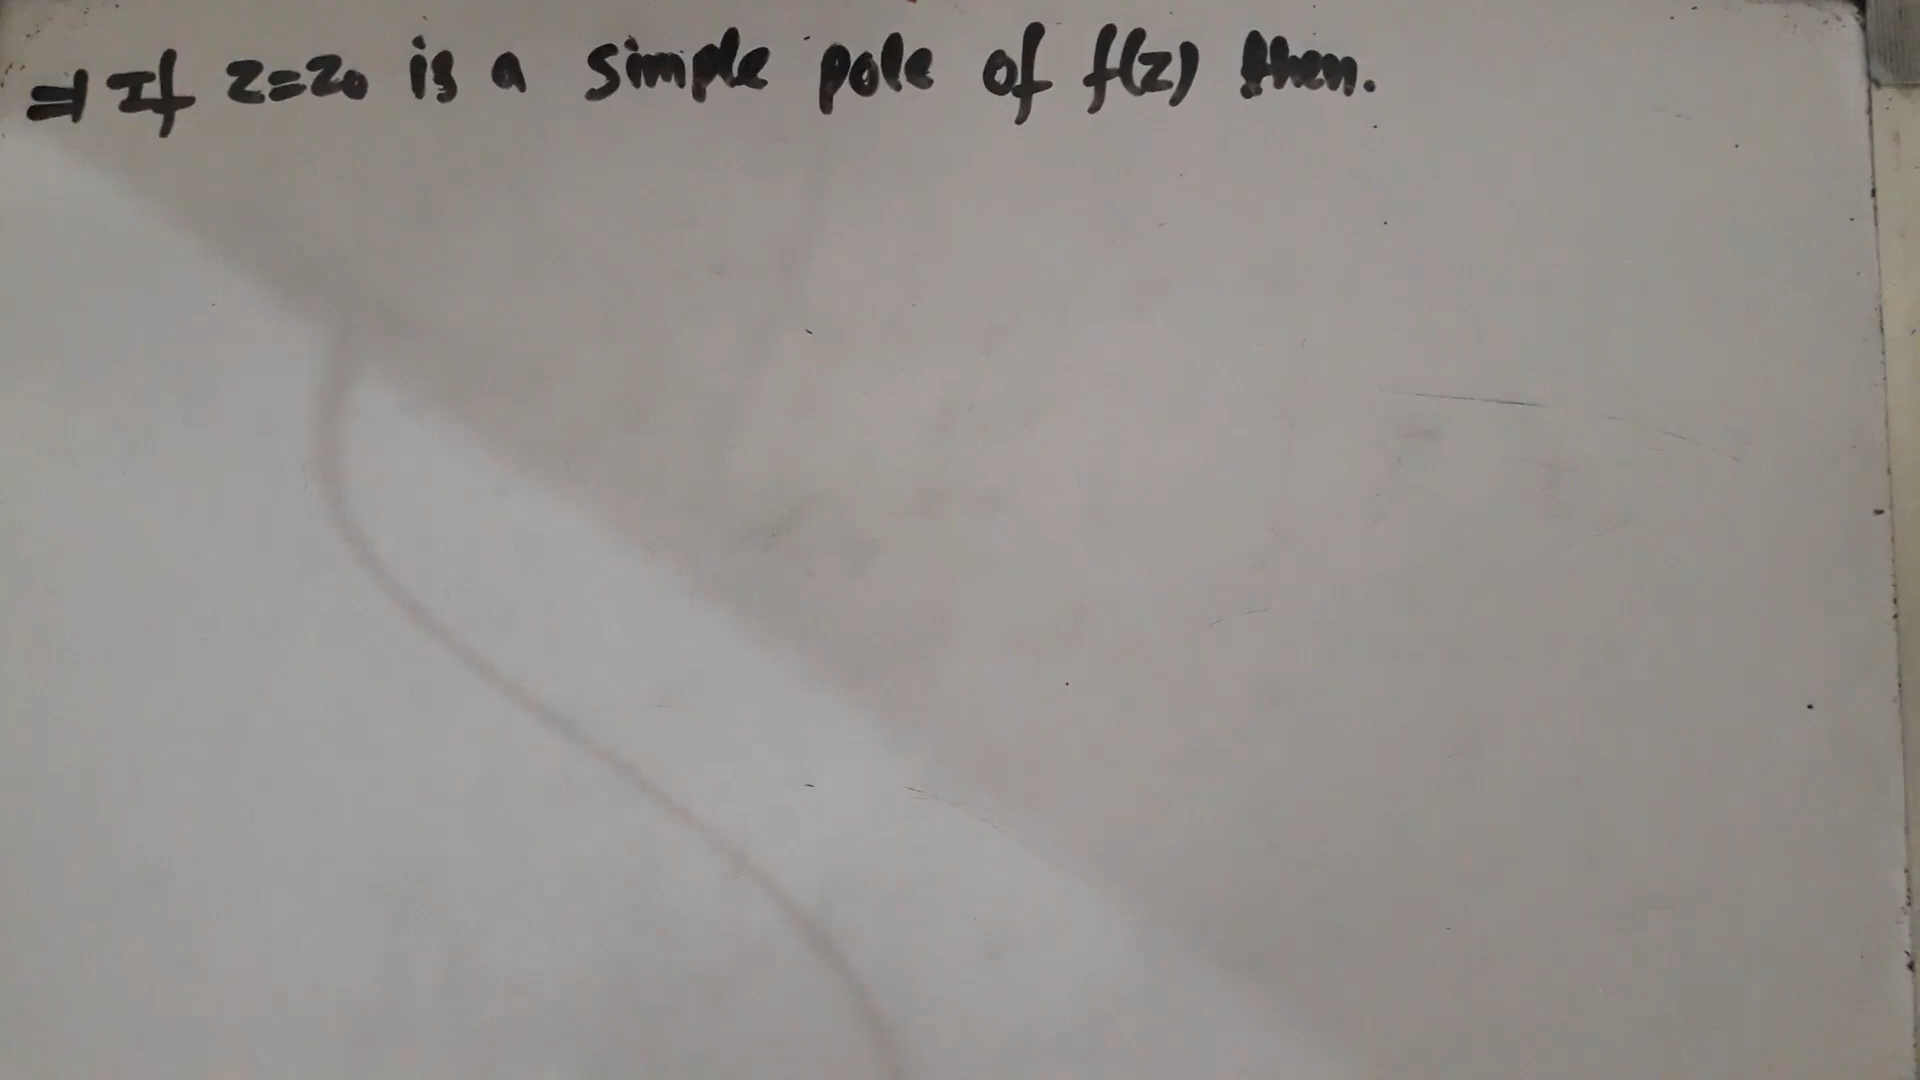 ⇒ If z=z₀ is a simple pole of f(z) then.